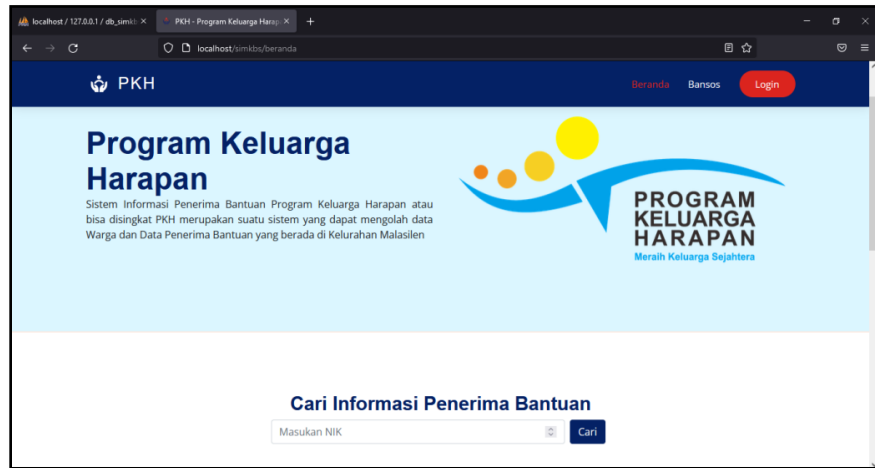 localhost / 127.0.0.1 / db_simkb
PKH - Program Keluarga Harap
localhost/simkbs/beranda
PKH
Beranda
Bansos
Login
Program Keluarga
Harapan
Sistem Informasi Penerima Bantuan Program Keluarga Harapan atau
bisa disingkat PKH merupakan suatu sistem yang dapat mengolah data
Warga dan Data Penerima Bantuan yang berada di Kelurahan Malasilen
PROGRAM
KELUARGA
HARAPAN
Meraih Keluarga Sejahtera
Cari Informasi Penerima Bantuan
Masukan NIK
Cari